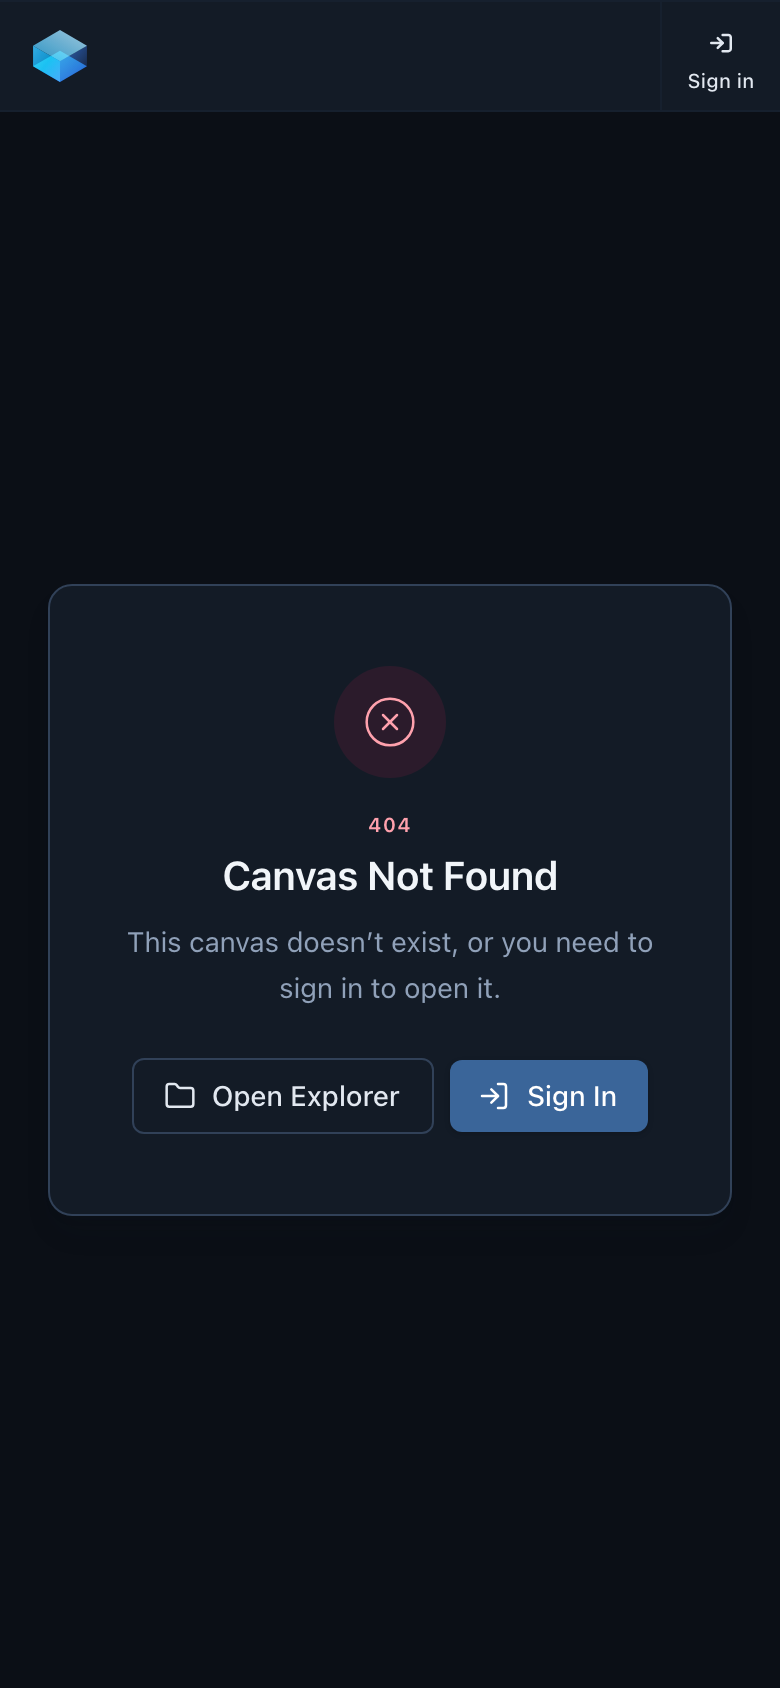 Sign in
404
Canvas Not Found
This canvas doesn’t exist, or you need to
sign in to open it.
Open Explorer
Sign In